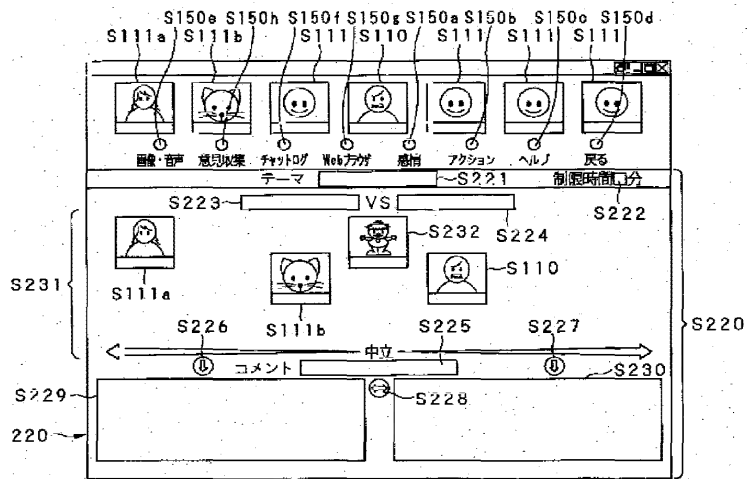 S150e S150h S150f S150g S150a S150b S150c S150d
S111a S111b S111 S110 S111 S111 S111
画像・音声 意見収集 チャットログ Webブラウザ 感情 アクション ヘルプ 戻る
テーマ S221 制限時間 分
S222
S223 VS S224
S232
S231
S111a S111b S110
S220
S226 S225 S227
中立
コメント
S229 S230
S228
220